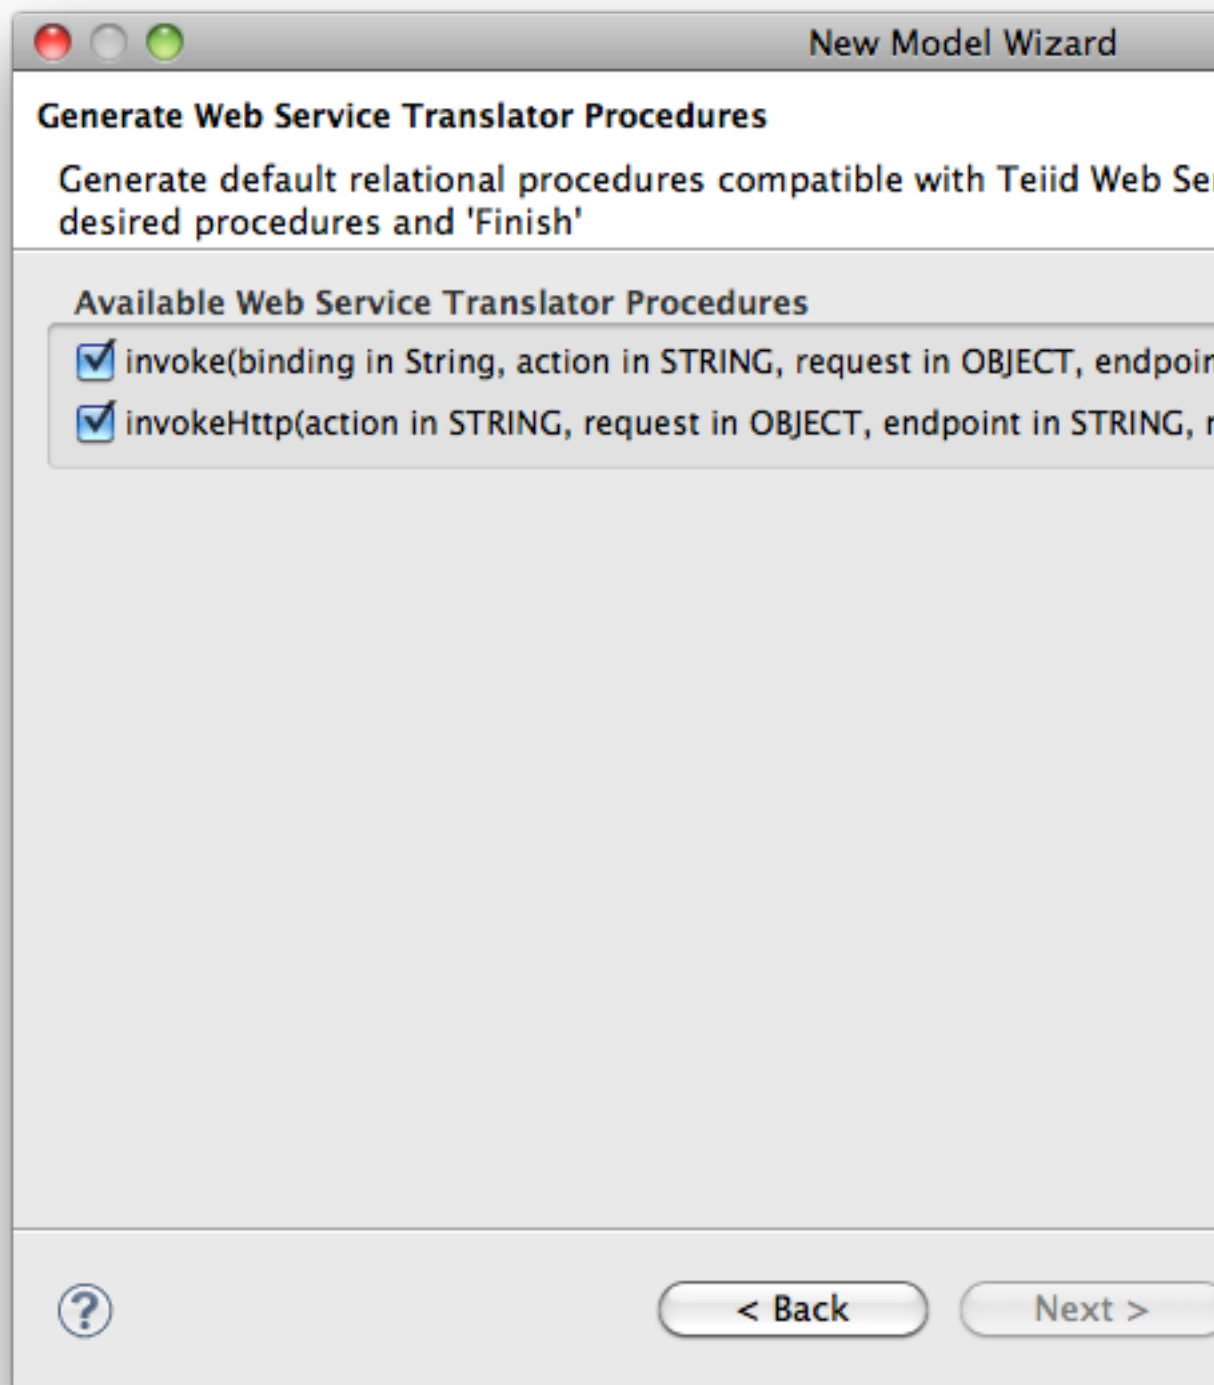 New Model Wizard
Generate Web Service Translator Procedures
Generate default relational procedures compatible with Teiid Web
desired procedures and 'Finish'
Available Web Service Translator Procedures
invoke(binding in String, action in STRING, request in OBJECT,
invokeHttp(action in STRING, request in OBJECT, endpoint in STRING,
?
< Back
Next >